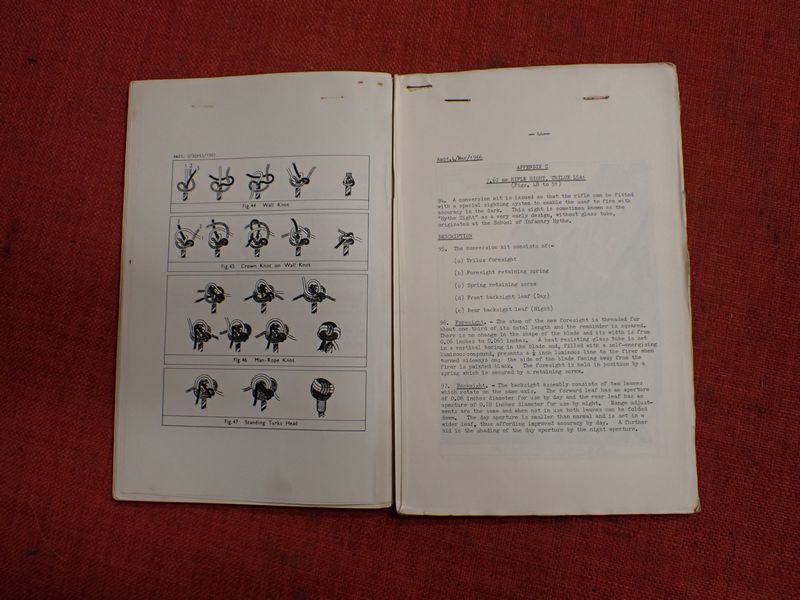 Amdt. 2/April/1965
1 2
Fig.44 Wall Knot
Fig.45 Crown Knot on Wall Knot
Fig.46 Man-Rope Knot
Fig.47 Standing Turks Head
Amdt.4/Mar/1966
APPENDIX C
7.62 mm RIFLE SIGHT, TRILUX L5A1
(Figs. 48 to 51)
94. A conversion kit is issued so that the rifle can be fitted
with a special sighting system to enable the user to fire with
accuracy in the dark. This sight is sometimes known as the
"Hythe Sight" as a very early design, without glass tube,
originated at the School of Infantry Hythe.
DESCRIPTION
95. The conversion kit consists of:-
(a) Trilux foresight
(b) Foresight retaining spring
(c) Spring retaining screw
(d) Front backsight leaf (Day)
(e) Rear backsight leaf (Night)
96. Foresight. - The stem of the new foresight is threaded for
about one third of its total length and the remainder is squared.
There is no change in the shape of the blade and its width is from
0.06 inches to 0.065 inches. A heat resisting glass tube is set
in a vertical boring in the blade and, filled with a self-energising
luminous compound, presents a ¼ inch luminous line to the firer when
turned sideways on; the side of the blade facing away from the
firer is painted black. The foresight is held in position by a
spring which is secured by a retaining screw.
97. Backsight. - The backsight assembly consists of two leaves
which rotate on the same axis. The forward leaf has an aperture
of 0.08 inches diameter for use by day and the rear leaf has an
aperture of 0.28 inches diameter for use by night. Range adjust-
ments are the same and when not in use both leaves can be folded
down. The day aperture is smaller than normal and is set in a
wider leaf, thus affording improved accuracy by day. A further
aid is the shading of the day aperture by the night aperture.